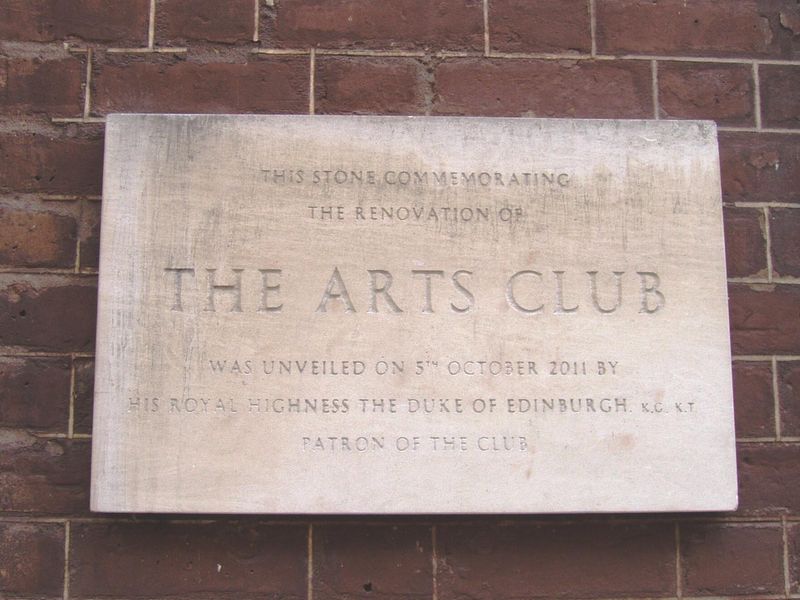 THIS STONE COMMEMORATING
THE RENOVATION OF
THE ARTS CLUB
WAS UNVEILED ON 5TH OCTOBER 2011 BY
HIS ROYAL HIGHNESS THE DUKE OF EDINBURGH. K.G. K.T.
PATRON OF THE CLUB